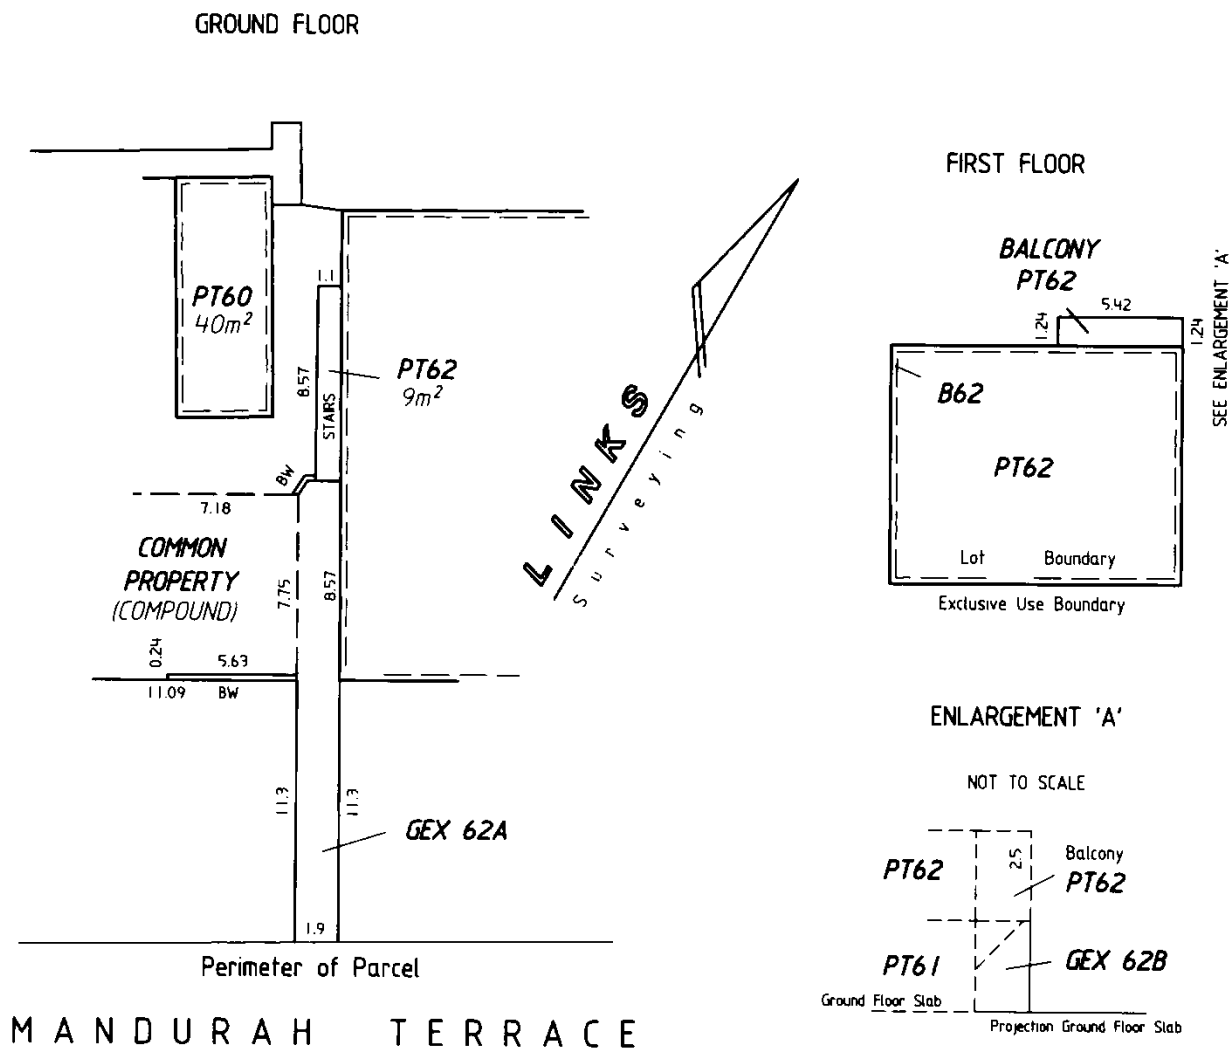 GROUND FLOOR
PT60
40m²
1.1
8.57
STAIRS
PT62
9m²
BW
7.18
COMMON
PROPERTY
(COMPOUND)
7.75
8.57
0.24
5.63
11.09
BW
11.3
11.3
GEX 62A
1.9
Perimeter of Parcel
MANDURAH TERRACE
LINKS
Surveying
FIRST FLOOR
BALCONY
PT62
5.42
1.24
1.24
SEE ENLARGEMENT 'A'
B62
PT62
Lot Boundary
Exclusive Use Boundary
ENLARGEMENT 'A'
NOT TO SCALE
PT62
2.5
Balcony
PT62
PT61
GEX 62B
Ground Floor Slab
Projection Ground Floor Slab